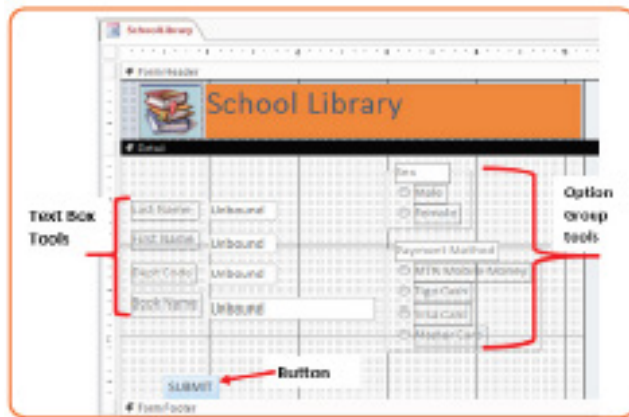 SchoolLibrary
Form Header
School Library
Detail
Sex
Male
Female
Text Box
Tools
Option
Group
tools
Last Name Unbound
First Name Unbound
Dept Code Unbound
Book Name Unbound
Payment Method
MTN Mobile Money
Tigo Cash
Visa Card
Master Card
SUBMIT
Button
Form Footer